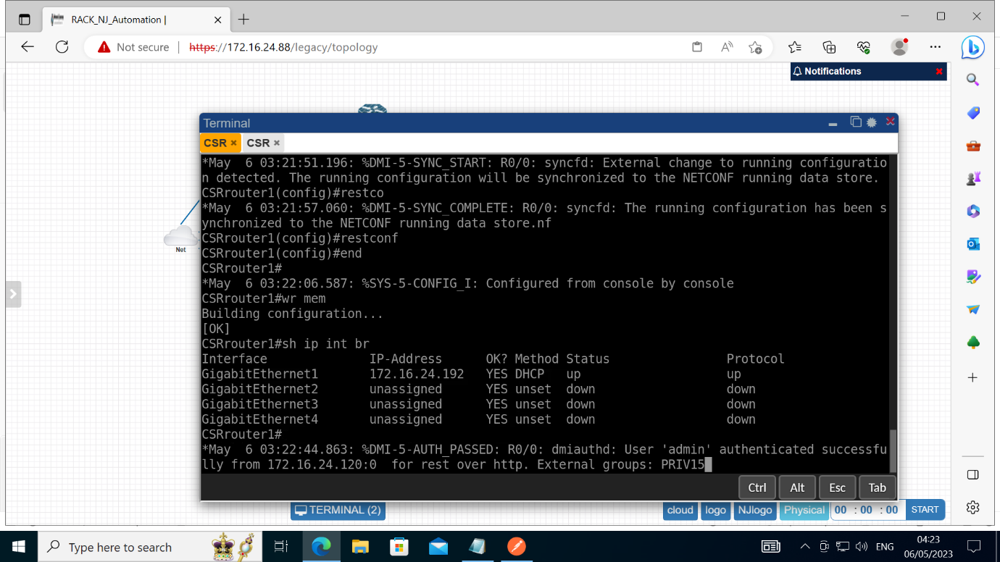 RACK_NJ_Automation |
Not secure | https://172.16.24.88/legacy/topology
Notifications
Terminal
CSR × CSR ×
*May  6 03:21:51.196: %DMI-5-SYNC_START: R0/0: syncfd: External change to running configuratio
n detected. The running configuration will be synchronized to the NETCONF running data store.
CSRrouter1(config)#restco
*May  6 03:21:57.060: %DMI-5-SYNC_COMPLETE: R0/0: syncfd: The running configuration has been s
ynchronized to the NETCONF running data store.nf
CSRrouter1(config)#restconf
CSRrouter1(config)#end
CSRrouter1#
*May  6 03:22:06.587: %SYS-5-CONFIG_I: Configured from console by console
CSRrouter1#wr mem
Building configuration...
[OK]
CSRrouter1#sh ip int br
Interface              IP-Address      OK? Method Status                Protocol
GigabitEthernet1       172.16.24.192   YES DHCP   up                    up
GigabitEthernet2       unassigned      YES unset  down                  down
GigabitEthernet3       unassigned      YES unset  down                  down
GigabitEthernet4       unassigned      YES unset  down                  down
CSRrouter1#
*May  6 03:22:44.863: %DMI-5-AUTH_PASSED: R0/0: dmiauthd: User 'admin' authenticated successfu
lly from 172.16.24.120:0  for rest over http. External groups: PRIV15
Ctrl Alt Esc Tab
Net
TERMINAL (2) cloud logo NJlogo Physical 00 : 00 : 00 START
Type here to search
ENG
04:23
06/05/2023